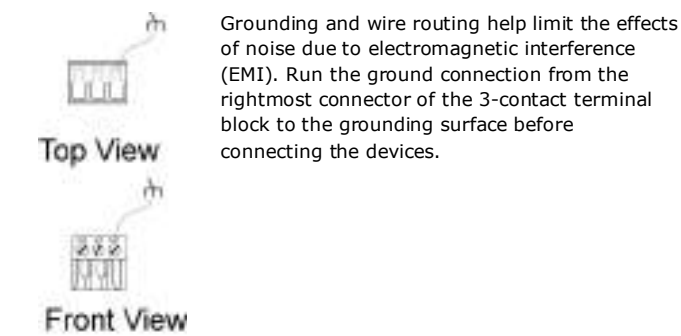 Grounding and wire routing help limit the effects
of noise due to electromagnetic interference
(EMI). Run the ground connection from the
rightmost connector of the 3-contact terminal
block to the grounding surface before
connecting the devices.
Top View
Front View